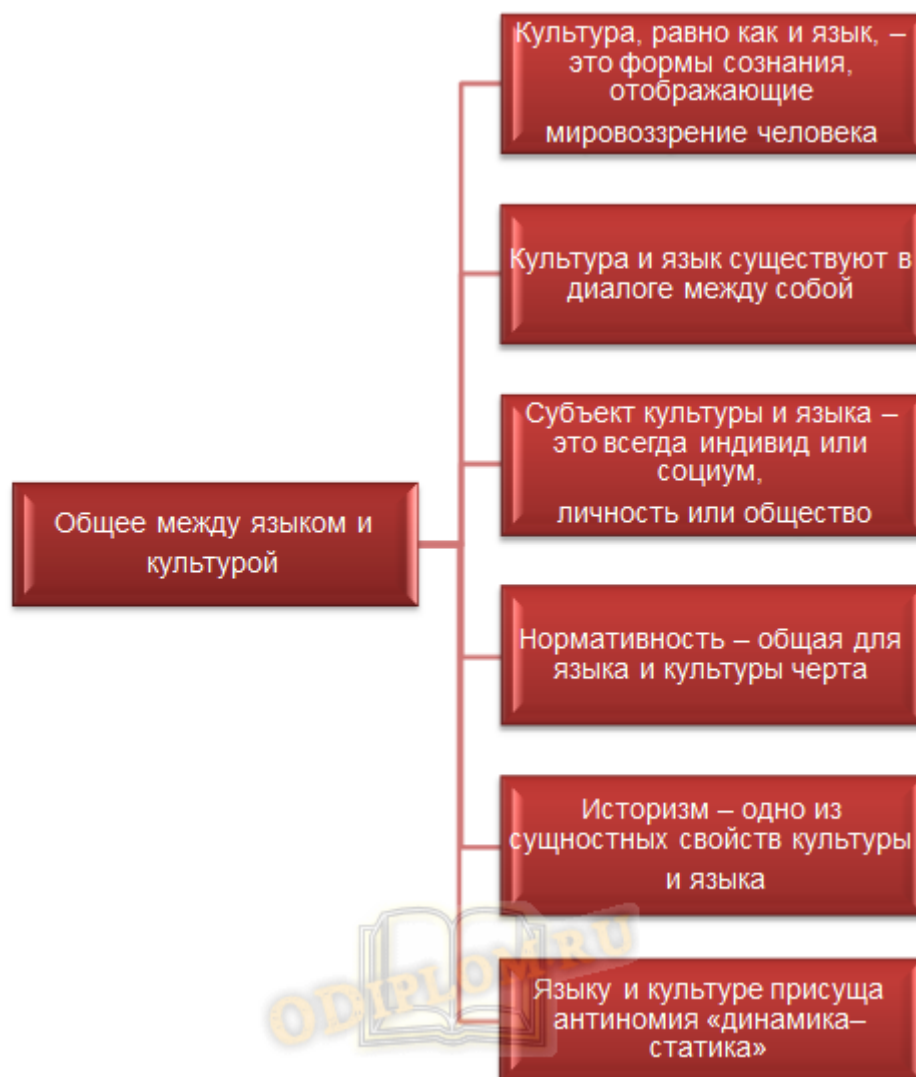 Культура, равно как и язык, –
это формы сознания,
отображающие
мировоззрение человека
Культура и язык существуют в
диалоге между собой
Субъект культуры и языка –
это всегда индивид или
социум,
личность или общество
Общее между языком и
культурой
Нормативность – общая для
языка и культуры черта
Историзм – одно из
сущностных свойств культуры
и языка
Языку и культуре присуща
антиномия «динамика–
статика»
ODIPLOM.RU